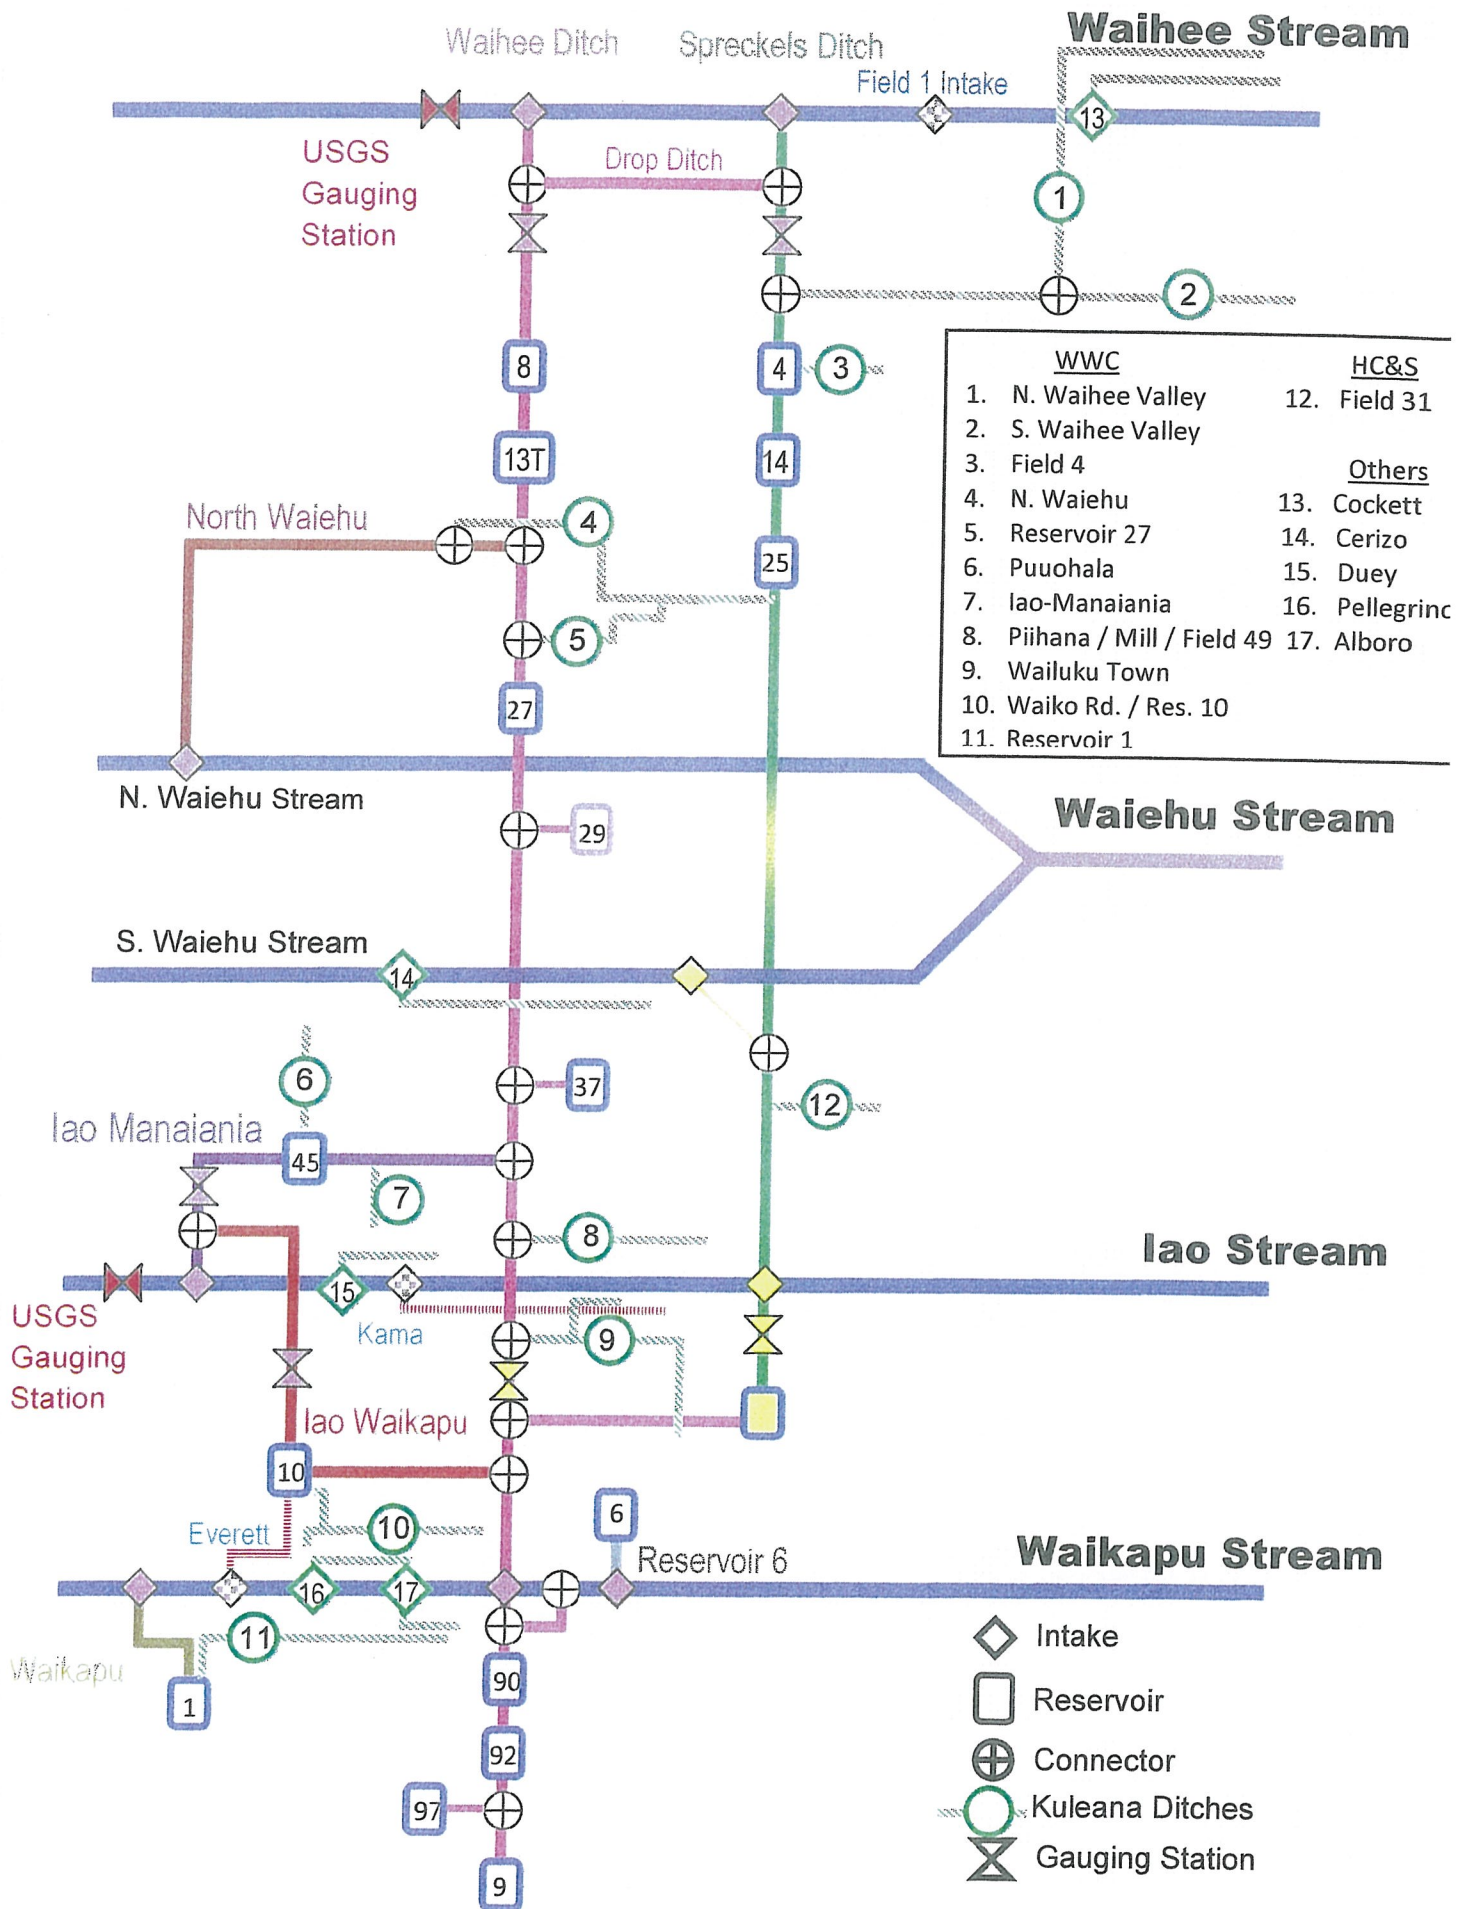 Waihee Stream
Waihee Ditch
Spreckels Ditch
Field 1 Intake
13
USGS
Gauging
Station
Drop Ditch
1
2
8
4
3
13T
14
25
North Waiehu
4
5
27
WWC
1. N. Waihee Valley
2. S. Waihee Valley
3. Field 4
4. N. Waiehu
5. Reservoir 27
6. Puuohala
7. Iao-Manaiania
8. Piihana / Mill / Field 49
9. Wailuku Town
10. Waiko Rd. / Res. 10
11. Reservoir 1
HC&S
12. Field 31
Others
13. Cockett
14. Cerizo
15. Duey
16. Pellegrinc
17. Alboro
N. Waiehu Stream
29
Waiehu Stream
S. Waiehu Stream
14
6
37
12
Iao Manaiania
45
7
8
Iao Stream
15
Kama
USGS
Gauging
Station
9
Iao Waikapu
10
6
10
Everett
Reservoir 6
Waikapu Stream
16
17
11
Waikapu
1
90
92
97
9
Intake
Reservoir
Connector
Kuleana Ditches
Gauging Station